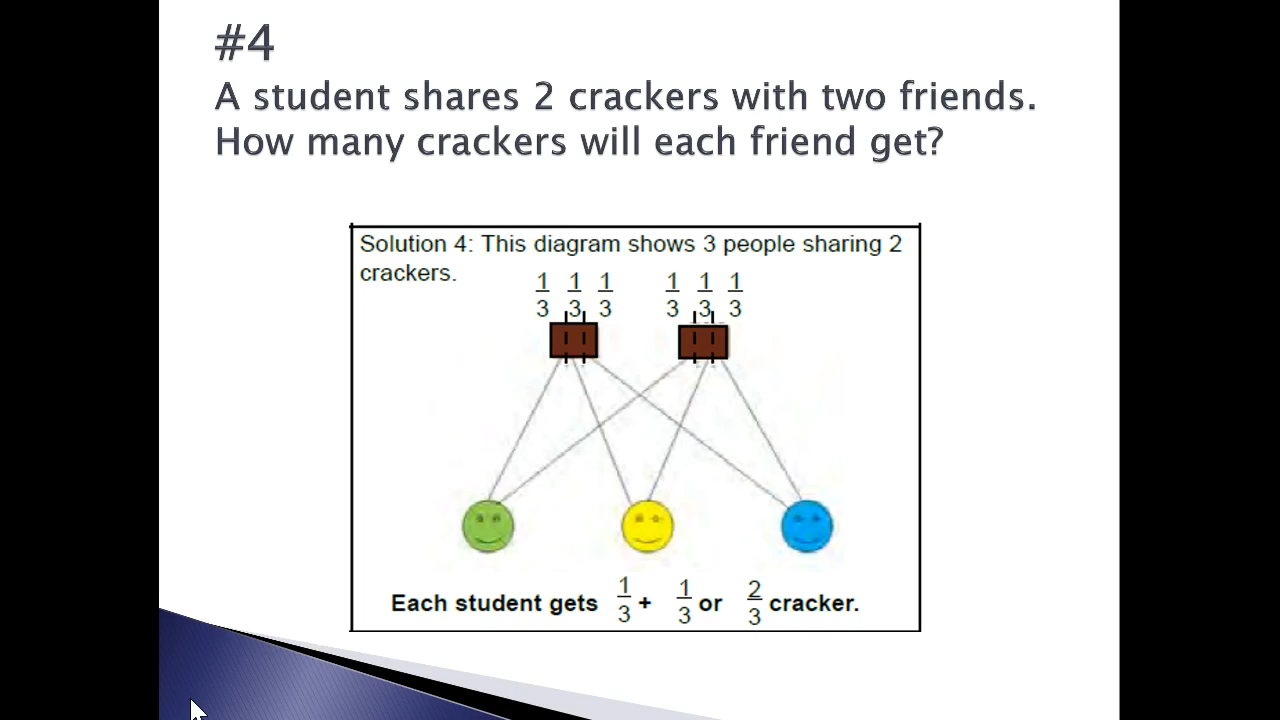 #4
A student shares 2 crackers with two friends.
How many crackers will each friend get?
Solution 4: This diagram shows 3 people sharing 2
crackers.
1/3 1/3 1/3 1/3 1/3 1/3
Each student gets 1/3 + 1/3 or 2/3 cracker.